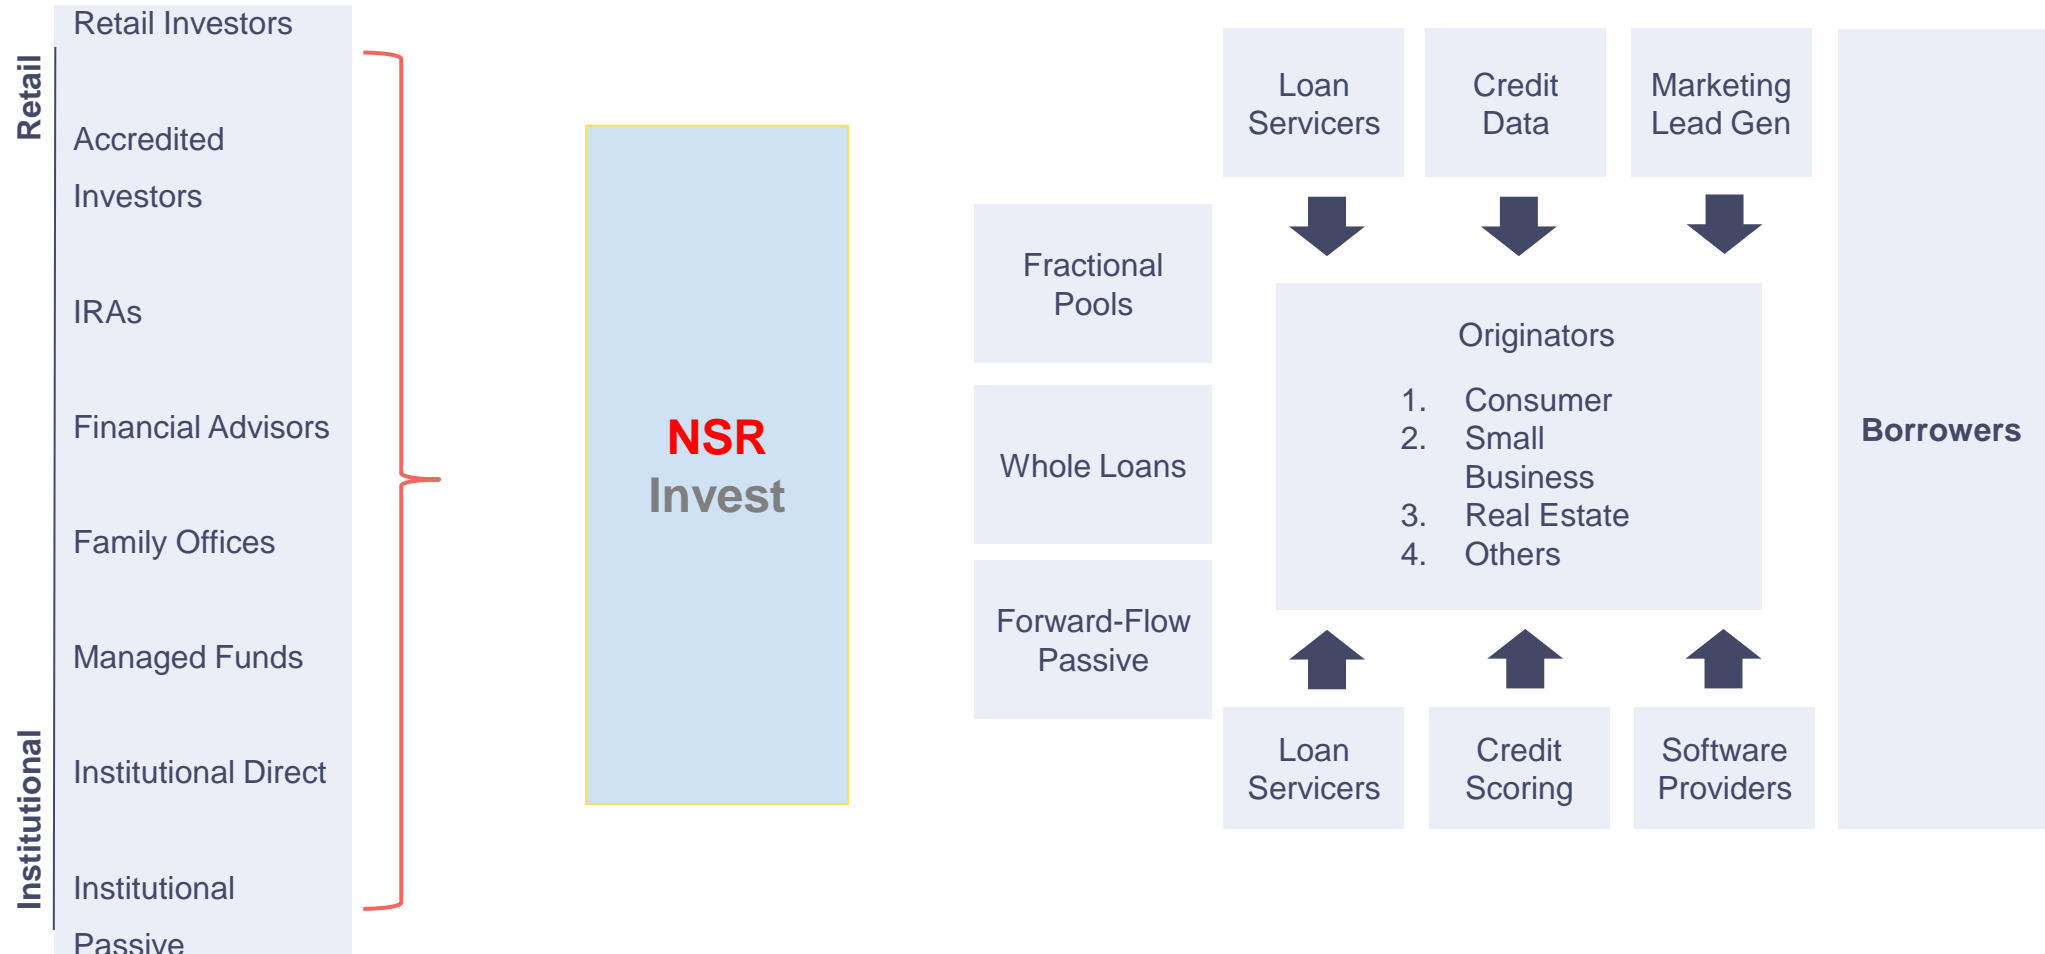 Retail
Institutional
Retail Investors
Accredited
Investors
IRAs
Financial Advisors
Family Offices
Managed Funds
Institutional Direct
Institutional
Passive
NSR
Invest
Fractional
Pools
Whole Loans
Forward-Flow
Passive
Loan
Servicers
Credit
Data
Marketing
Lead Gen
Originators
1. Consumer
2. Small
Business
3. Real Estate
4. Others
Loan
Servicers
Credit
Scoring
Software
Providers
Borrowers